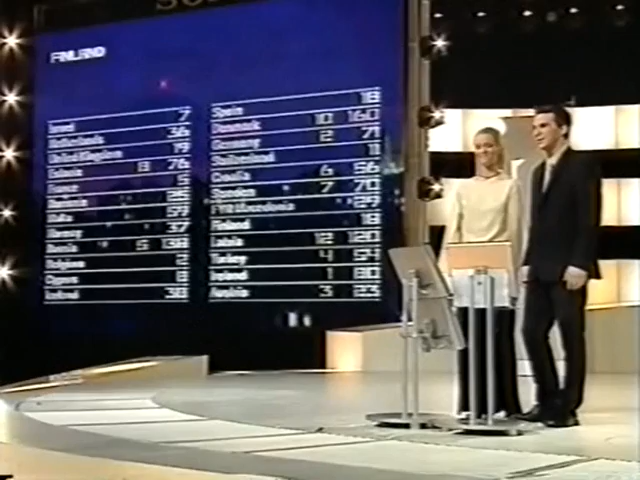 FINLAND
Israel 7
Netherlands 36
United Kingdom 19
Estonia 8 76
France 5
Romania 25
Malta 59
Norway 37
Russia 5 138
Belgium 2
Cyprus 8
Iceland 38
Spain 18
Denmark 10 160
Germany 2 71
Switzerland 11
Croatia 6 56
Sweden 7 70
FYR Macedonia 29
Finland 18
Latvia 12 120
Turkey 4 54
Ireland 1 80
Austria 3 23